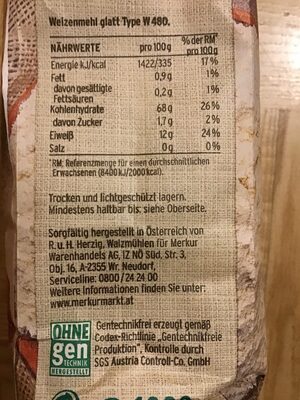 Weizenmehl glatt Type W 480.
NÄHRWERTE pro 100g % der RM* pro 100g
Energie kJ/kcal 1422/335 17 %
Fett 0,9g 1%
davon gesättigte
Fettsäuren 0,2g 1%
Kohlenhydrate 68g 26%
davon Zucker 1,7g 2%
Eiweiß 12g 24%
Salz 0g 0%
*RM: Referenzmenge für einen durchschnittlichen
Erwachsenen (8400kJ/2000kcal).
Trocken und lichtgeschützt lagern.
Mindestens haltbar bis: siehe Oberseite.
Sorgfältig hergestellt in Österreich von
R. u. H. Herzig, Walzmühlen für Merkur
Warenhandels AG, IZ NÖ Süd, Str. 3,
Obj. 16, A-2355 Wr. Neudorf,
Serviceline: 0800/24 24 00
Weitere Informationen finden Sie unter:
www.merkurmarkt.at
OHNE
gen
TECHNIK
HERGESTELLT
Gentechnikfrei erzeugt gemäß
Codex-Richtlinie „Gentechnikfreie
Produktion", Kontrolle durch
SGS Austria Controll-Co. GmbH